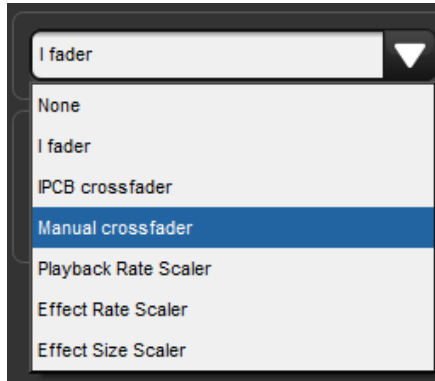 I fader
None
I fader
IPCB crossfader
Manual crossfader
Playback Rate Scaler
Effect Rate Scaler
Effect Size Scaler